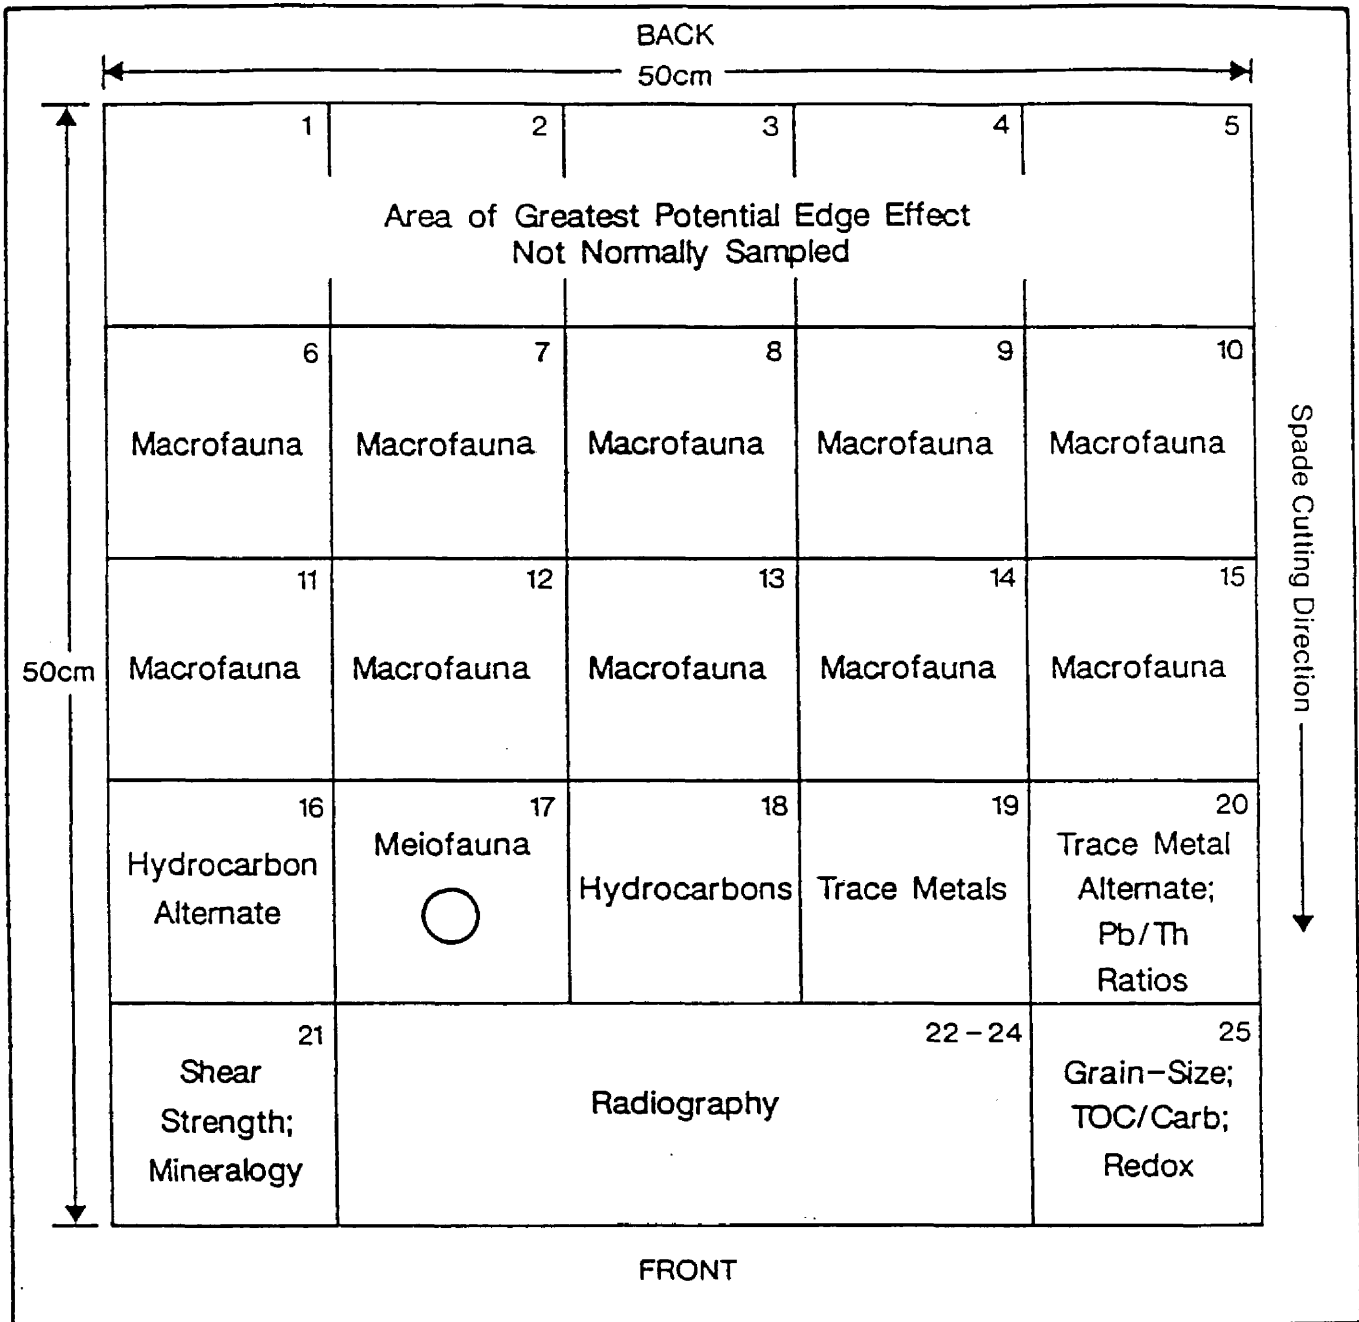 BACK
50cm
1 2 3 4 5
Area of Greatest Potential Edge Effect
Not Normally Sampled
6 7 8 9 10
Macrofauna Macrofauna Macrofauna Macrofauna Macrofauna
11 12 13 14 15
50cm Macrofauna Macrofauna Macrofauna Macrofauna Macrofauna
16
Hydrocarbon
Alternate
17
Meiofauna
18
Hydrocarbons
19
Trace Metals
20
Trace Metal
Alternate;
Pb/Th
Ratios
21
Shear
Strength;
Mineralogy
22-24
Radiography
25
Grain-Size;
TOC/Carb;
Redox
Spade Cutting Direction
FRONT